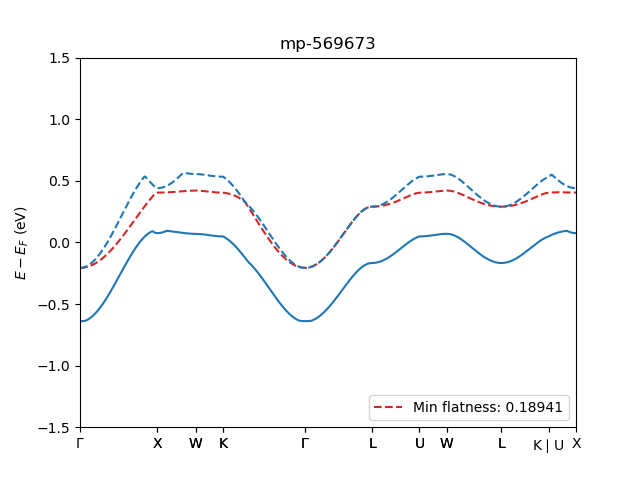 mp-569673
1.5
1.0
0.5
0.0
−0.5
−1.0
−1.5
E − E_F (eV)
Min flatness: 0.18941
Γ X W K Γ L U W L K | U X